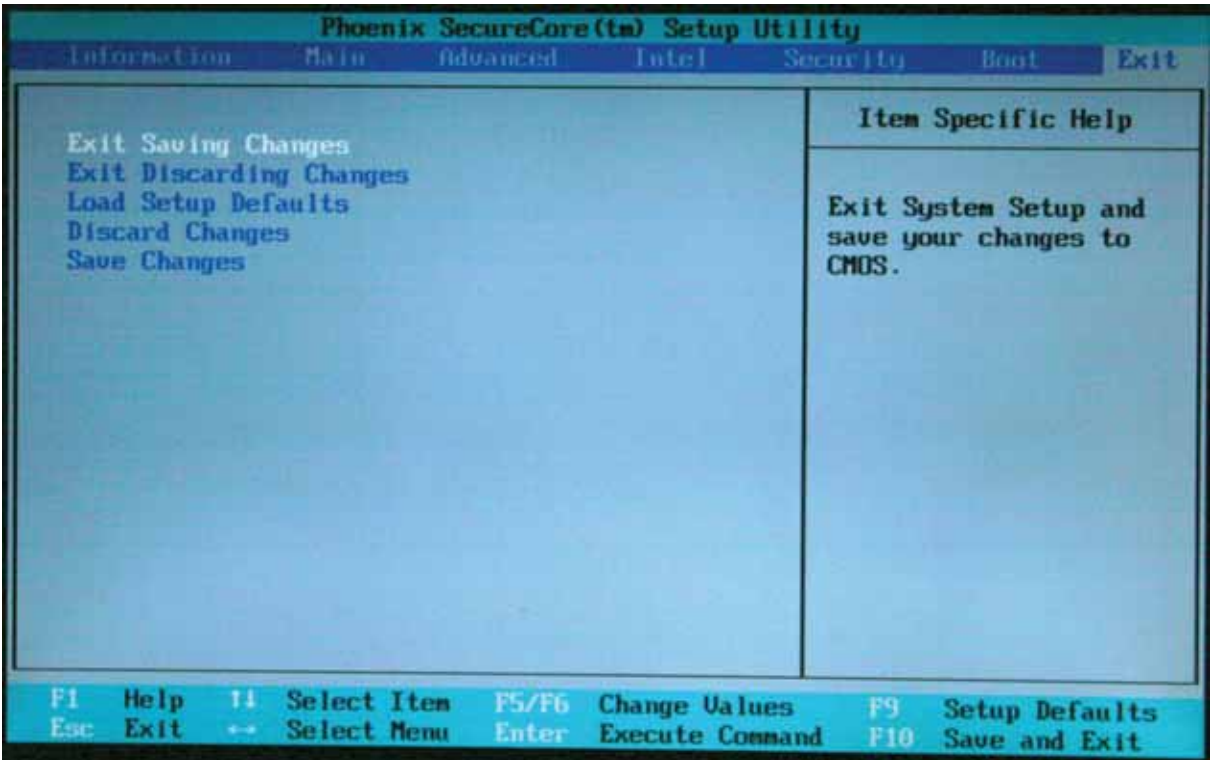 Phoenix SecureCore(tm) Setup Utility
Information Main Advanced Intel Security Boot Exit
Exit Saving Changes
Exit Discarding Changes
Load Setup Defaults
Discard Changes
Save Changes
Item Specific Help
Exit System Setup and
save your changes to
CMOS.
F1 Help ↑↓ Select Item F5/F6 Change Values F9 Setup Defaults
Esc Exit ↔ Select Menu Enter Execute Command F10 Save and Exit